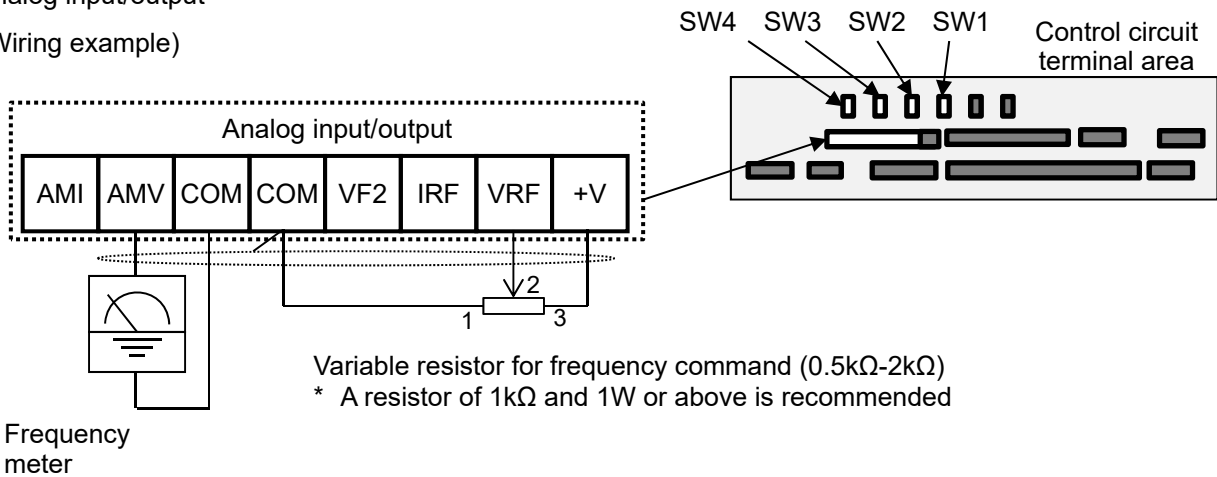 SW4 SW3 SW2 SW1
Control circuit
terminal area
Analog input/output
AMI AMV COM COM VF2 IRF VRF +V
2
1 3
Variable resistor for frequency command (0.5kΩ-2kΩ)
* A resistor of 1kΩ and 1W or above is recommended
Frequency
meter
input/output
example)